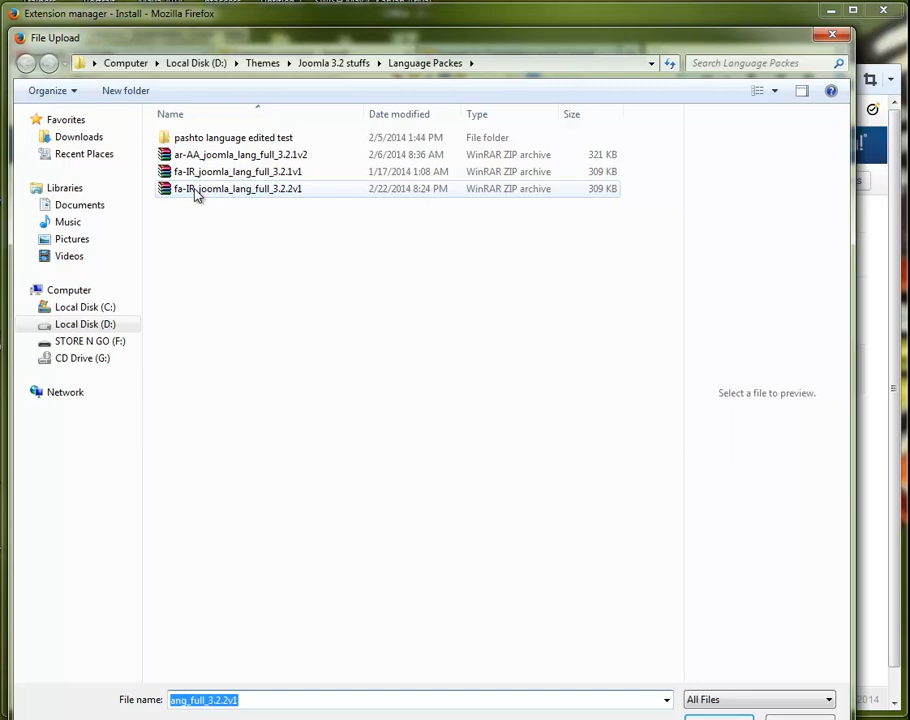 Extension manager - Install - Mozilla Firefox
File Upload
Computer Local Disk (D:) Themes Joomla 3.2 stuffs Language Packes
Search Language Packes
Organize New folder
Name Date modified Type Size
Favorites
Downloads
Recent Places
Libraries
Documents
Music
Pictures
Videos
Computer
Local Disk (C:)
Local Disk (D:)
STORE N GO (F:)
CD Drive (G:)
Network
pashto language edited test 2/5/2014 1:44 PM File folder
ar-AA_joomla_lang_full_3.2.1v2 2/6/2014 8:36 AM WinRAR ZIP archive 321 KB
fa-IR_joomla_lang_full_3.2.1v1 1/17/2014 1:08 AM WinRAR ZIP archive 309 KB
fa-IR_joomla_lang_full_3.2.2v1 2/22/2014 8:24 PM WinRAR ZIP archive 309 KB
Select a file to preview.
File name: ang_full_3.2.2v1
All Files
2014